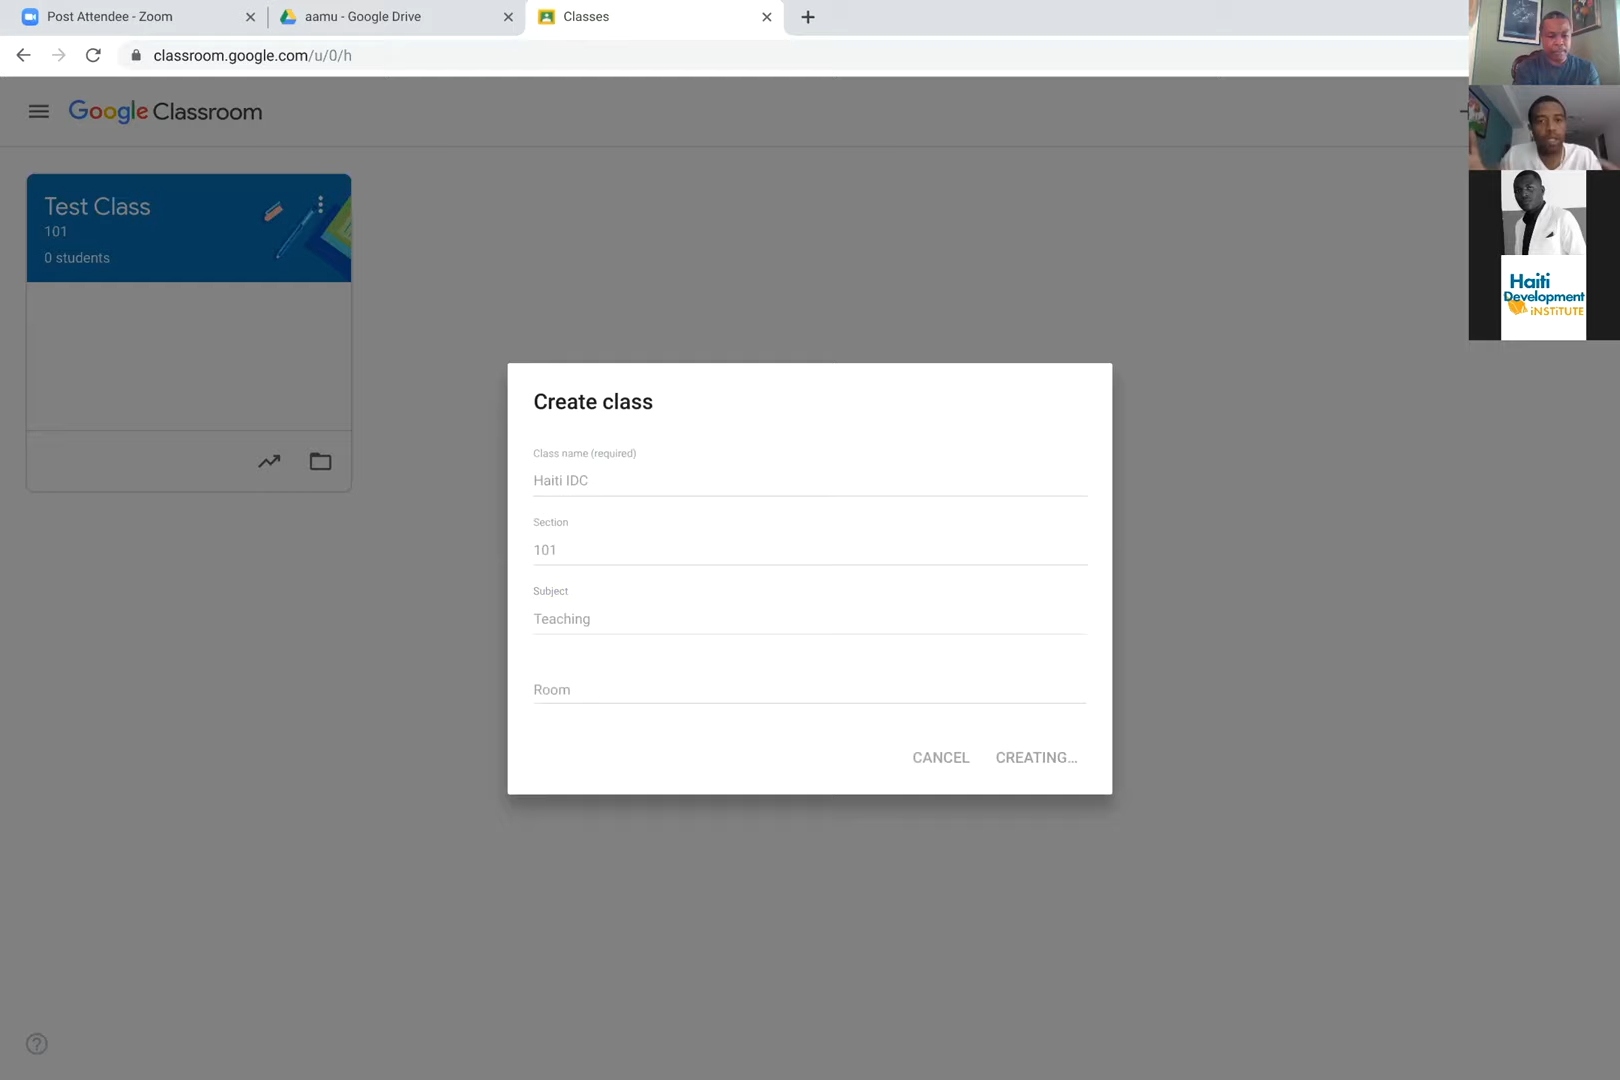 Post Attendee - Zoom
aamu - Google Drive
Classes
classroom.google.com/u/0/h
Google Classroom
Test Class
101
0 students
Haiti
Development
iNSTiTUTE
Create class
Class name (required)
Haiti IDC
Section
101
Subject
Teaching
Room
CANCEL
CREATING...